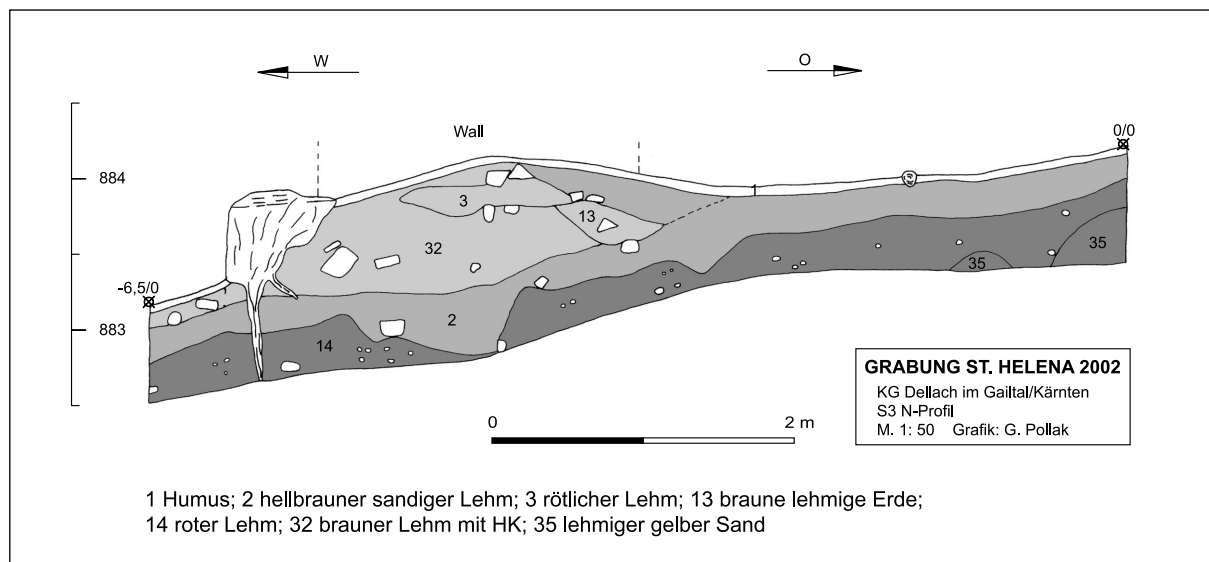 W
O
Wall
0/0
884
1
3
13
32
35
35
-6,5/0
883
2
14
GRABUNG ST. HELENA 2002
KG Dellach im Gailtal/Kärnten
S3 N-Profil
M. 1: 50 Grafik: G. Pollak
0 2 m
1 Humus; 2 hellbrauner sandiger Lehm; 3 rötlicher Lehm; 13 braune lehmige Erde;
14 roter Lehm; 32 brauner Lehm mit HK; 35 lehmiger gelber Sand